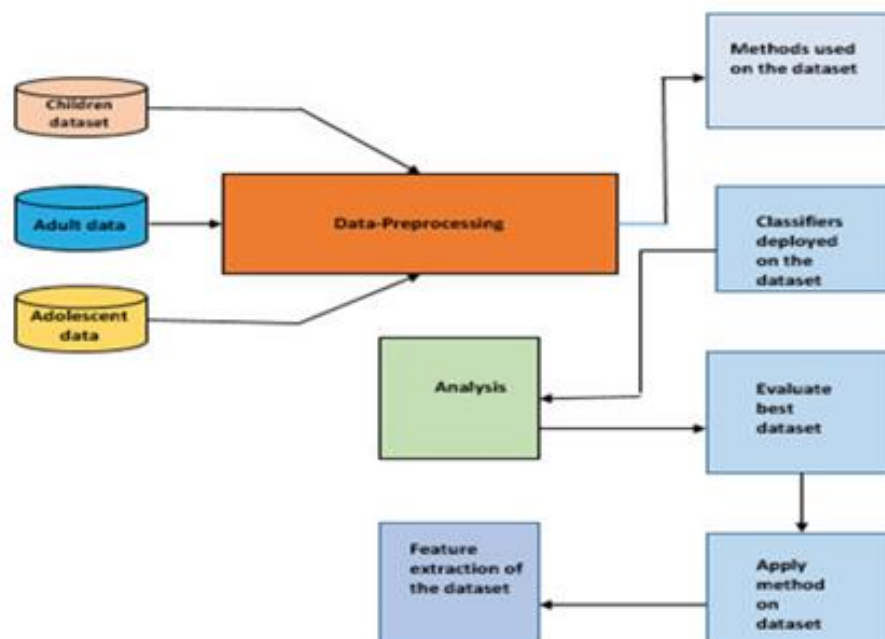 Children
dataset
Adult data
Adolescent
data
Data-Preprocessing
Methods used
on the dataset
Classifiers
deployed
on the
dataset
Analysis
Evaluate
best
dataset
Feature
extraction of
the dataset
Apply
method
on
dataset